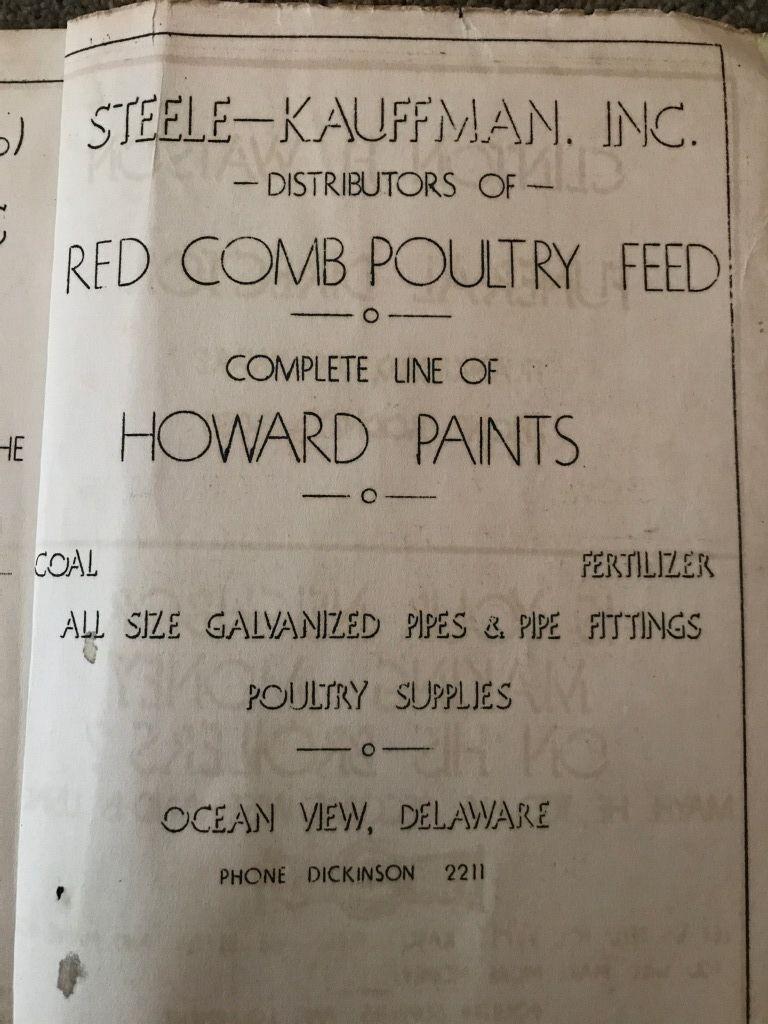 STEELE—KAUFFMAN. INC.
— DISTRIBUTORS OF —
RED COMB POULTRY FEED
COMPLETE LINE OF
HOWARD PAINTS
COAL FERTILIZER
ALL SIZE GALVANIZED PIPES & PIPE FITTINGS
POULTRY SUPPLIES
OCEAN VIEW, DELAWARE
PHONE DICKINSON 2211